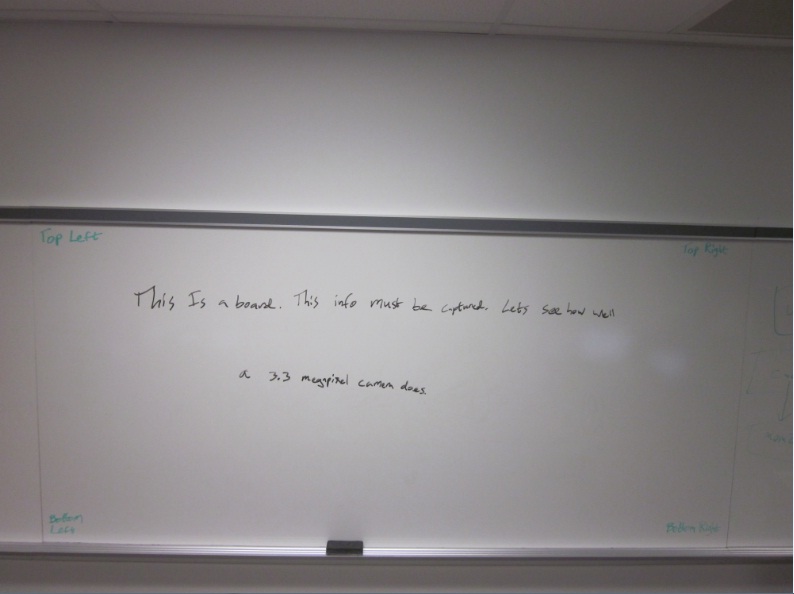 Top Left
Top Right
This Is a board. This info must be captured. Lets see how well
a 3.3 megapixel camera does.
Bottom
Left
Bottom Right